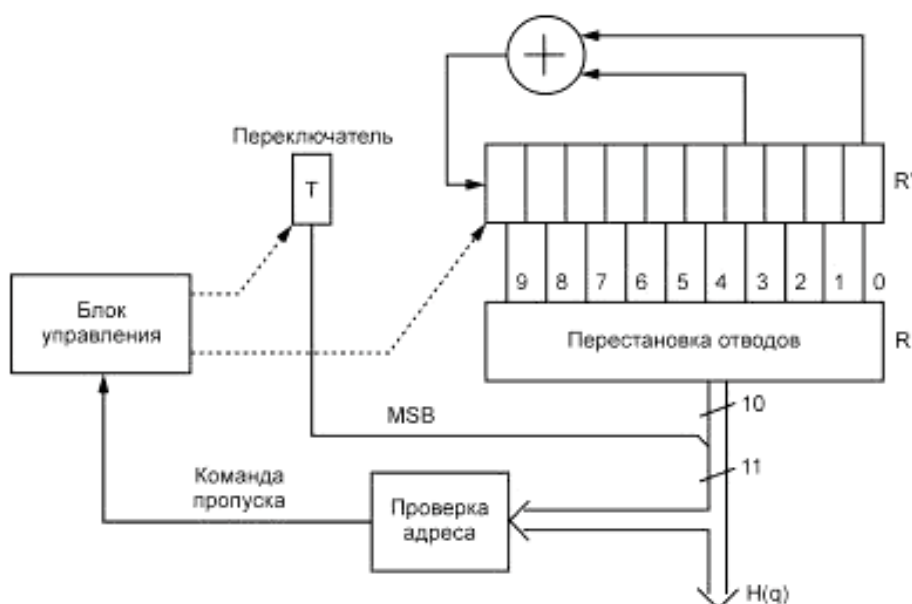 Переключатель
T
R'
9 8 7 6 5 4 3 2 1 0
Блок
управления
Перестановка отводов
R
10
MSB
11
Команда
пропуска
Проверка
адреса
H(q)